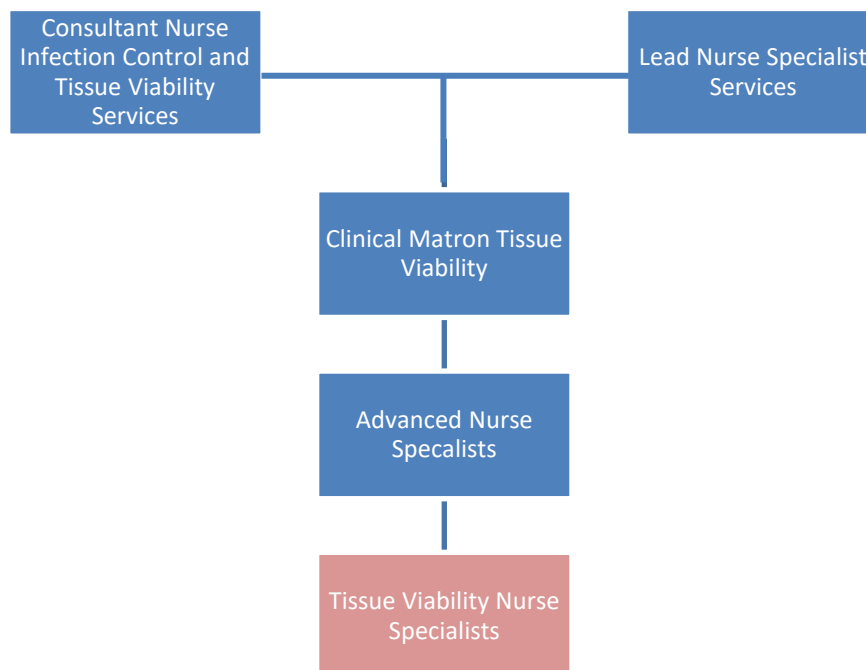 Consultant Nurse
Infection Control and
Tissue Viability
Services
Lead Nurse Specialist
Services
Clinical Matron Tissue
Viability
Advanced Nurse
Specalists
Tissue Viability Nurse
Specialists